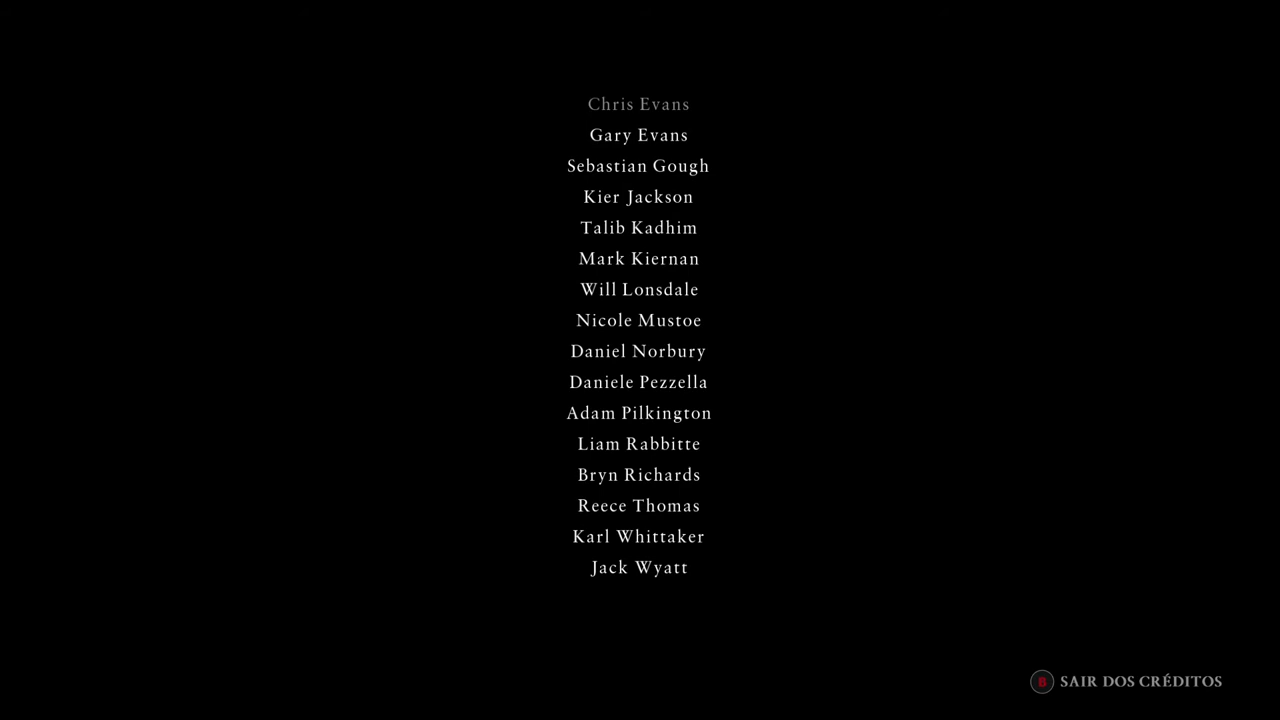 Chris Evans
Gary Evans
Sebastian Gough
Kier Jackson
Talib Kadhim
Mark Kiernan
Will Lonsdale
Nicole Mustoe
Daniel Norbury
Daniele Pezzella
Adam Pilkington
Liam Rabbitte
Bryn Richards
Reece Thomas
Karl Whittaker
Jack Wyatt
B SAIR DOS CRÉDITOS